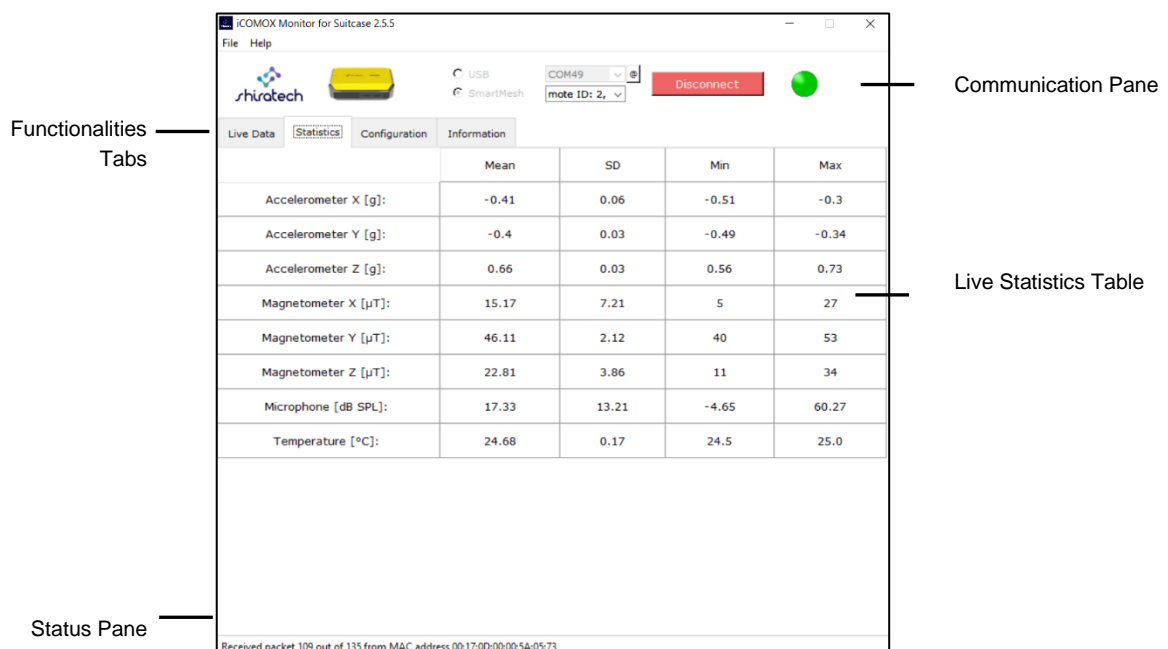 iCOMOX Monitor for Suitcase 2.5.5
File Help
shiratech
USB COM49 @
SmartMesh mote ID: 2,
Disconnect
Communication Pane
Functionalities Tabs
Live Data Statistics Configuration Information
Mean SD Min Max
Accelerometer X [g]: -0.41 0.06 -0.51 -0.3
Accelerometer Y [g]: -0.4 0.03 -0.49 -0.34
Accelerometer Z [g]: 0.66 0.03 0.56 0.73
Live Statistics Table
Magnetometer X [µT]: 15.17 7.21 5 27
Magnetometer Y [µT]: 46.11 2.12 40 53
Magnetometer Z [µT]: 22.81 3.86 11 34
Microphone [dB SPL]: 17.33 13.21 -4.65 60.27
Temperature [°C]: 24.68 0.17 24.5 25.0
Status Pane
Received packet 109 out of 135 from MAC address 00:17:0D:00:00:5A:05:73